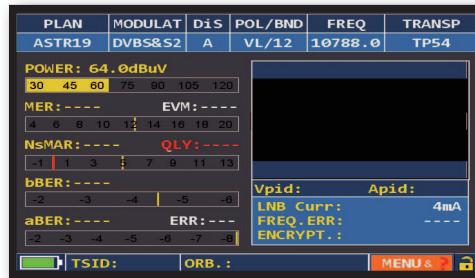 PLAN MODULAT DiS POL/BND FREQ TRANSP
ASTR19 DVBS&S2 A VL/12 10788.0 TP54
POWER: 64.0dBuV
30 45 60 75 90 105 120
MER:---- EVM:----
4 6 8 10 12 14 16 18 20
NsMAR:---- QLY:----
-1 1 3 5 7 9 11 13
bBER:----
-2 -3 -4 -5 -6
aBER:---- ERR:---
-2 -3 -4 -5 -6 -7 -8
Vpid: Apid:
LNB Curr: 4mA
FREQ.ERR: ----
ENCRYPT.:
TSID: ORB.: MENU & ?